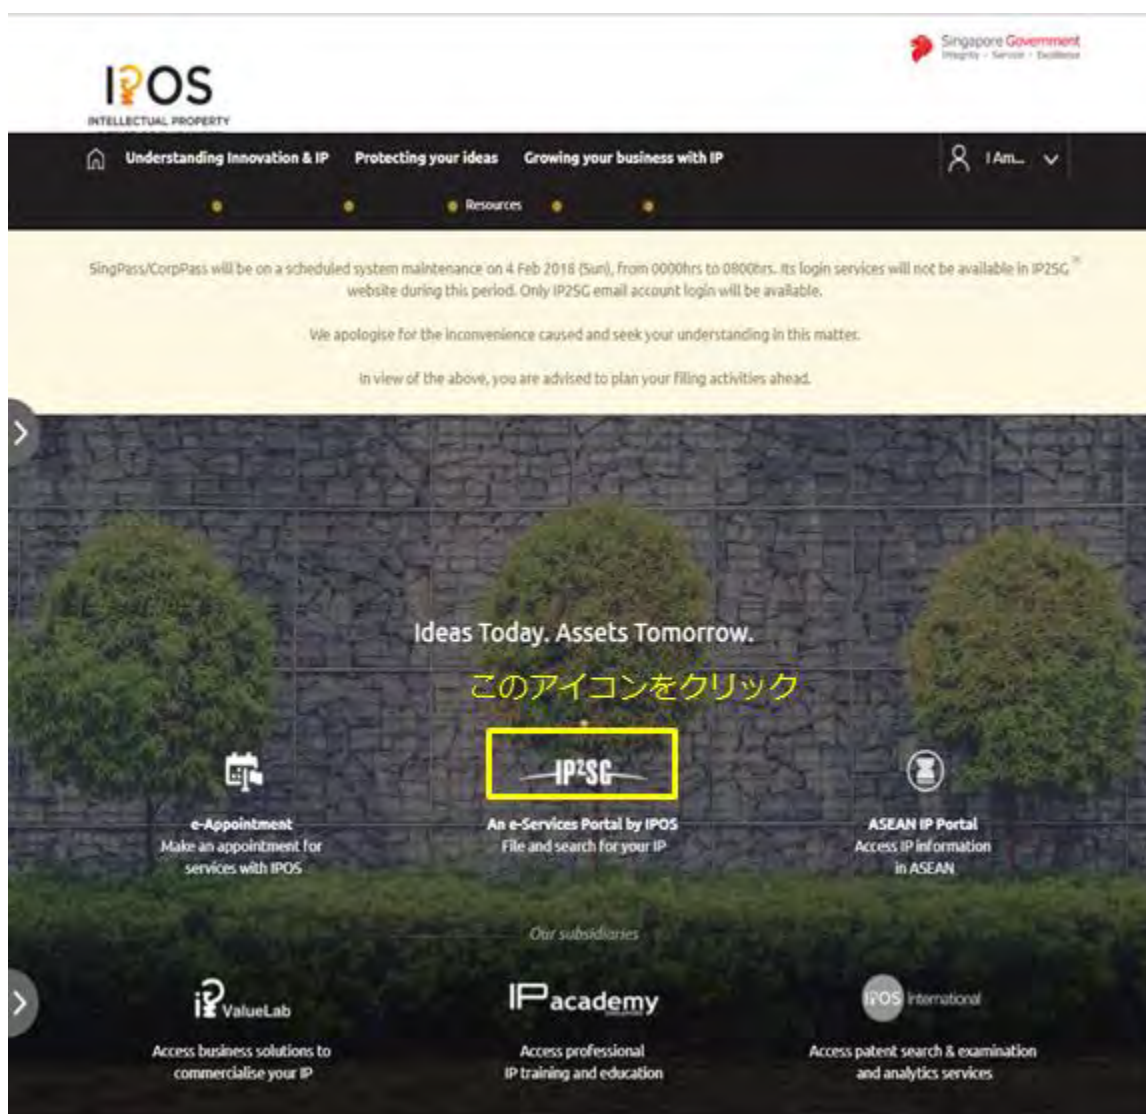 Singapore Government
Integrity · Service · Excellence
IPOS
INTELLECTUAL PROPERTY
Understanding Innovation & IP Protecting your ideas Growing your business with IP I Am...
Resources
SingPass/CorpPass will be on a scheduled system maintenance on 4 Feb 2018 (Sun), from 0000hrs to 0800hrs. Its login services will not be available in IP2SG
website during this period. Only IP2SG email account login will be available.
We apologise for the inconvenience caused and seek your understanding in this matter.
In view of the above, you are advised to plan your filing activities ahead.
Ideas Today. Assets Tomorrow.
このアイコンをクリック
IP²SG
e-Appointment
Make an appointment for
services with IPOS
An e-Services Portal by IPOS
File and search for your IP
ASEAN IP Portal
Access IP information
in ASEAN
Our subsidiaries
ip ValueLab
IP academy
IPOS International
Access business solutions to
commercialise your IP
Access professional
IP training and education
Access patent search & examination
and analytics services